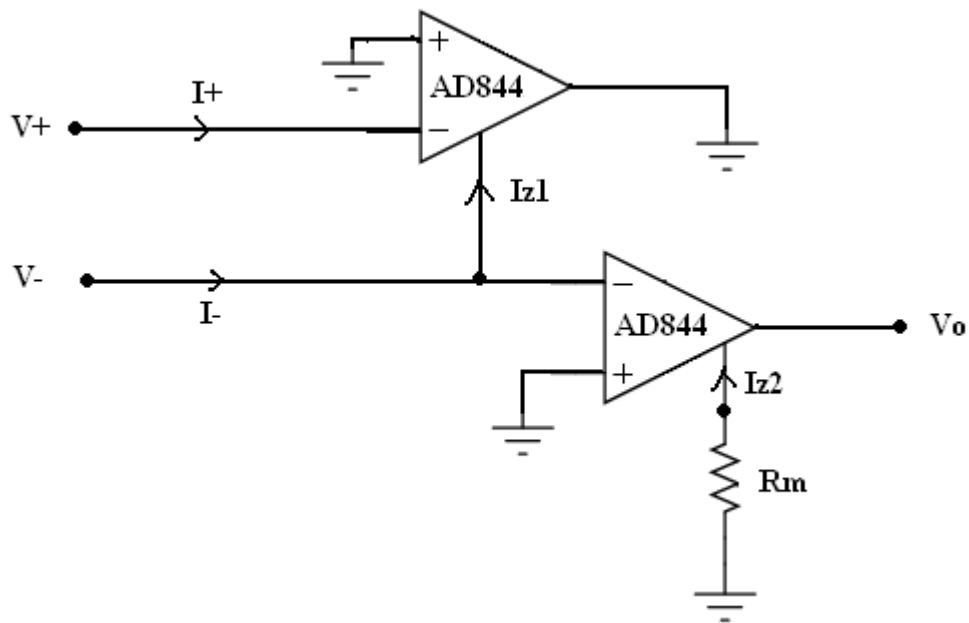 +
AD844
I+
V+
−
Iz1
V-
I-
−
AD844
Vo
+
Iz2
Rm